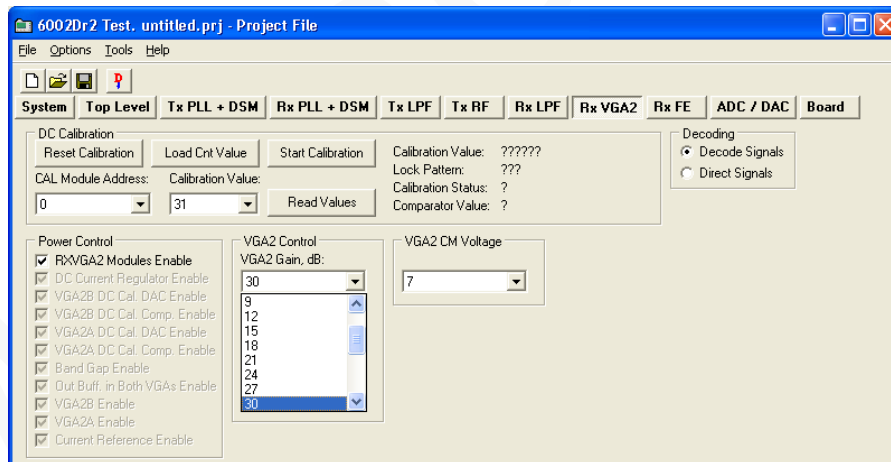 6002Dr2 Test. untitled.prj - Project File
File Options Tools Help
System Top Level Tx PLL + DSM Rx PLL + DSM Tx LPF Tx RF Rx LPF Rx VGA2 Rx FE ADC / DAC Board
DC Calibration
Reset Calibration Load Cnt Value Start Calibration
CAL Module Address: Calibration Value:
0 31 Read Values
Calibration Value: ??????
Lock Pattern: ???
Calibration Status: ?
Comparator Value: ?
Decoding
Decode Signals
Direct Signals
Power Control
RXVGA2 Modules Enable
DC Current Regulator Enable
VGA2B DC Cal. DAC Enable
VGA2B DC Cal. Comp. Enable
VGA2A DC Cal. DAC Enable
VGA2A DC Cal. Comp. Enable
Band Gap Enable
Out Buff. in Both VGAs Enable
VGA2B Enable
VGA2A Enable
Current Reference Enable
VGA2 Control
VGA2 Gain, dB:
30
9
12
15
18
21
24
27
30
VGA2 CM Voltage
7